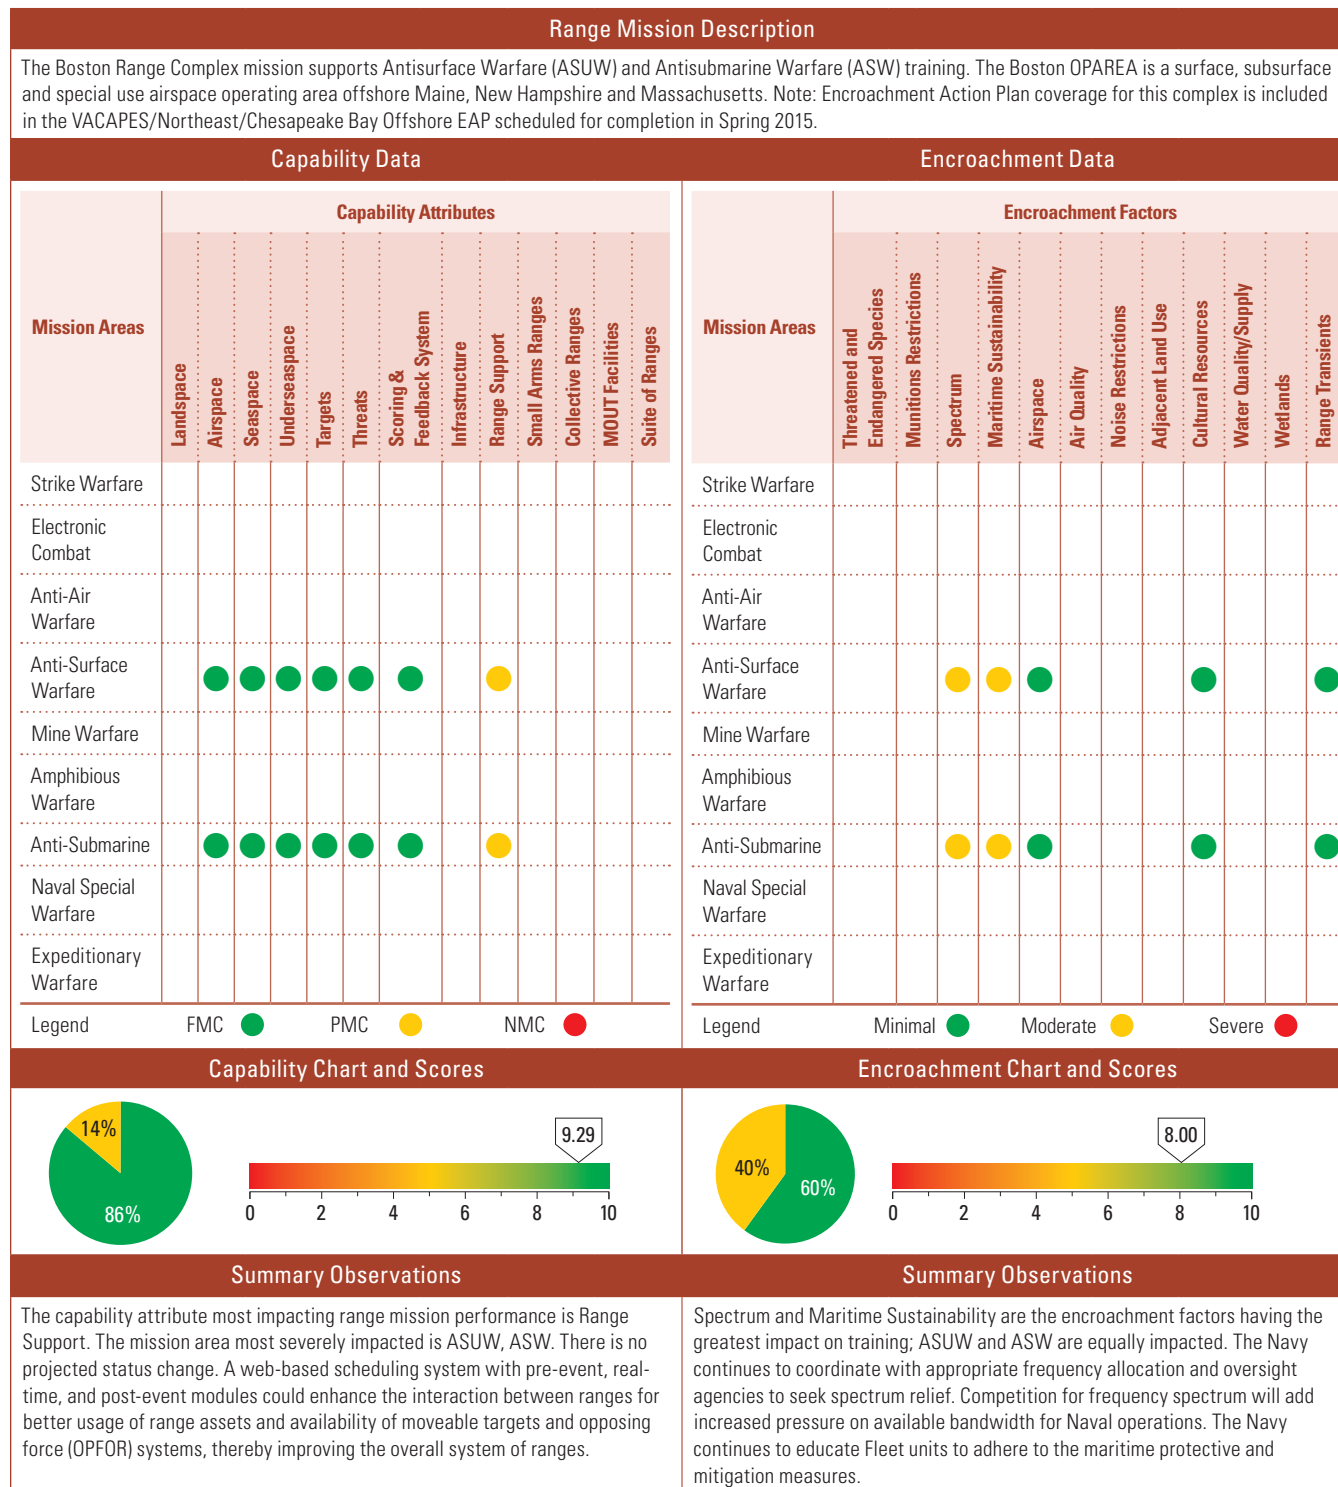 Range Mission Description
The Boston Range Complex mission supports Antisurface Warfare (ASUW) and Antisubmarine Warfare (ASW) training. The Boston OPAREA is a surface, subsurface
and special use airspace operating area offshore Maine, New Hampshire and Massachusetts. Note: Encroachment Action Plan coverage for this complex is included
in the VACAPES/Northeast/Chesapeake Bay Offshore EAP scheduled for completion in Spring 2015.
Capability Data
Mission Areas
Capability Attributes
Landspace
Airspace
Seaspace
Underseaspace
Targets
Threats
Scoring &
Feedback System
Infrastructure
Range Support
Small Arms Ranges
Collective Ranges
MOUT Facilities
Suite of Ranges
Strike Warfare
Electronic
Combat
Anti-Air
Warfare
Anti-Surface
Warfare
Mine Warfare
Amphibious
Warfare
Anti-Submarine
Naval Special
Warfare
Expeditionary
Warfare
Legend
FMC
PMC
NMC
Encroachment Data
Mission Areas
Encroachment Factors
Threatened and
Endangered Species
Munitions Restrictions
Spectrum
Maritime Sustainability
Airspace
Air Quality
Noise Restrictions
Adjacent Land Use
Cultural Resources
Water Quality/Supply
Wetlands
Range Transients
Strike Warfare
Electronic
Combat
Anti-Air
Warfare
Anti-Surface
Warfare
Mine Warfare
Amphibious
Warfare
Anti-Submarine
Naval Special
Warfare
Expeditionary
Warfare
Legend
Minimal
Moderate
Severe
Capability Chart and Scores
14%
86%
9.29
0 2 4 6 8 10
Encroachment Chart and Scores
40%
60%
8.00
0 2 4 6 8 10
Summary Observations
The capability attribute most impacting range mission performance is Range
Support. The mission area most severely impacted is ASUW, ASW. There is no
projected status change. A web-based scheduling system with pre-event, real-
time, and post-event modules could enhance the interaction between ranges for
better usage of range assets and availability of moveable targets and opposing
force (OPFOR) systems, thereby improving the overall system of ranges.
Summary Observations
Spectrum and Maritime Sustainability are the encroachment factors having the
greatest impact on training; ASUW and ASW are equally impacted. The Navy
continues to coordinate with appropriate frequency allocation and oversight
agencies to seek spectrum relief. Competition for frequency spectrum will add
increased pressure on available bandwidth for Naval operations. The Navy
continues to educate Fleet units to adhere to the maritime protective and
mitigation measures.